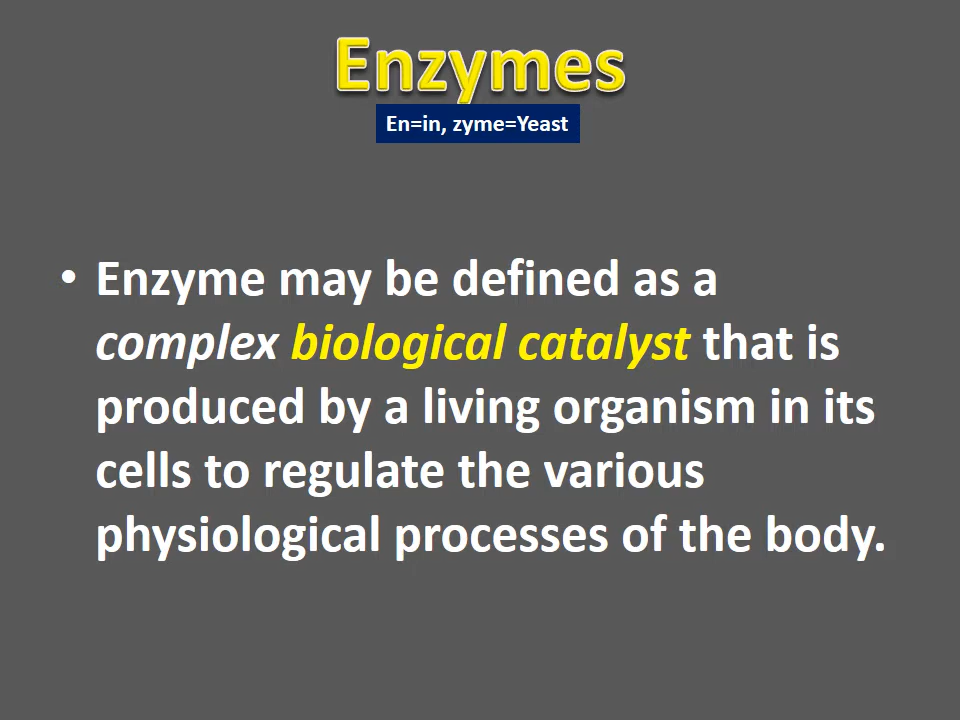 Enzymes
En=in, zyme=Yeast
• Enzyme may be defined as a
complex biological catalyst that is
produced by a living organism in its
cells to regulate the various
physiological processes of the body.